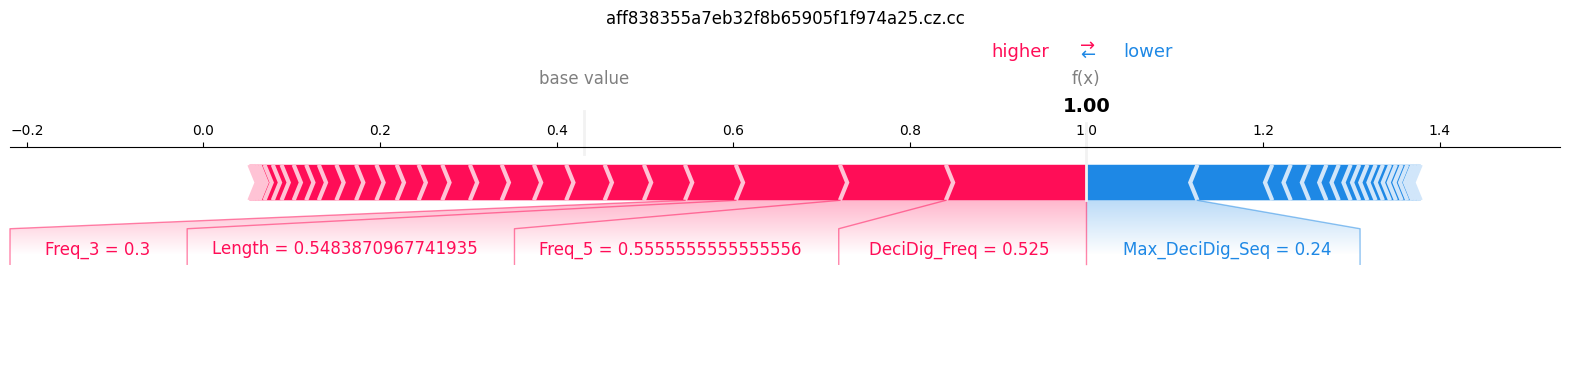 aff838355a7eb32f8b65905f1f974a25.cz.cc
higher → ← lower
base value f(x)
1.00
−0.2 0.0 0.2 0.4 0.6 0.8 1.0 1.2 1.4
Freq_3 = 0.3 Length = 0.5483870967741935 Freq_5 = 0.5555555555555556 DeciDig_Freq = 0.525 Max_DeciDig_Seq = 0.24